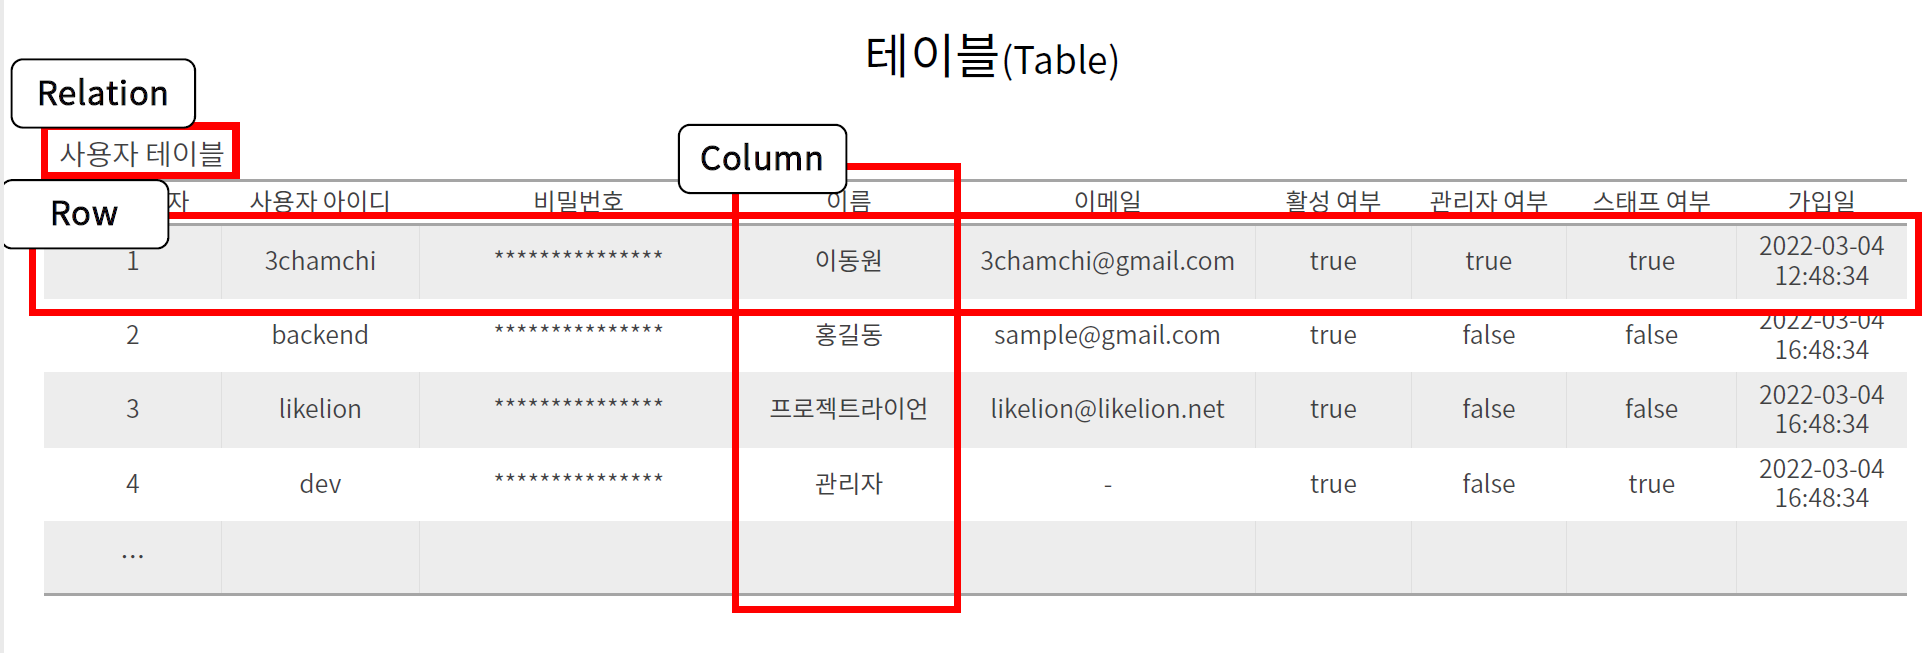 테이블(Table)
Relation
사용자 테이블
Column
Row
자 사용자 아이디 비밀번호 이름 이메일 활성 여부 관리자 여부 스태프 여부 가입일
1 3chamchi *************** 이동원 3chamchi@gmail.com true true true 2022-03-04
12:48:34
2 backend *************** 홍길동 sample@gmail.com true false false 2022-03-04
16:48:34
3 likelion *************** 프로젝트라이언 likelion@likelion.net true false false 2022-03-04
16:48:34
4 dev *************** 관리자 - true false true 2022-03-04
16:48:34
...